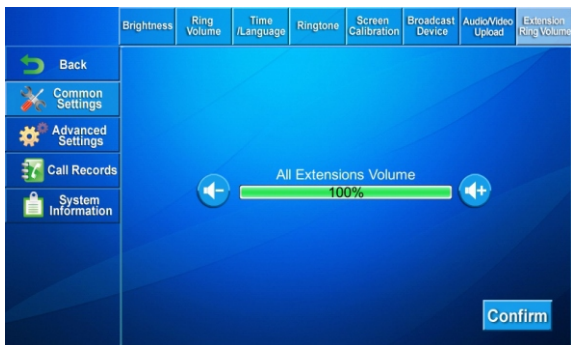 Brightness
Ring
Volume
Time
/Language
Ringtone
Screen
Calibration
Broadcast
Device
Audio/Video
Upload
Extension
Ring Volume
Back
Common
Settings
Advanced
Settings
Call Records
System
Information
All Extensions Volume
100%
Confirm